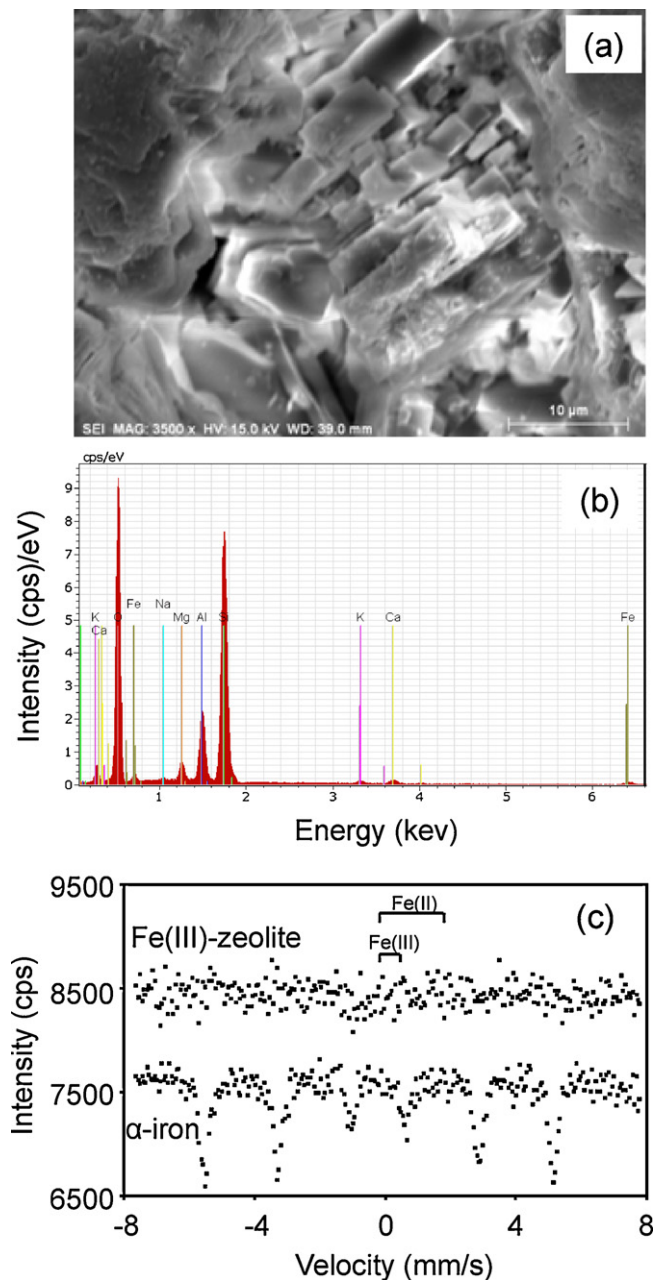 (a)
SEI MAG: 3500 x HV: 15.0 kV WD: 39.0 mm
10 µm
cps/eV
(b)
Intensity (cps)/eV
9
8
7
6
5
4
3
2
1
0
K
Ca
O
Fe
Na
Mg
Al
Si
K
Ca
Fe
1
2
3
4
5
6
Energy (kev)
(c)
Intensity (cps)
9500
8500
7500
6500
Fe(II)
Fe(III)
Fe(III)-zeolite
α-iron
-8
-4
0
4
8
Velocity (mm/s)